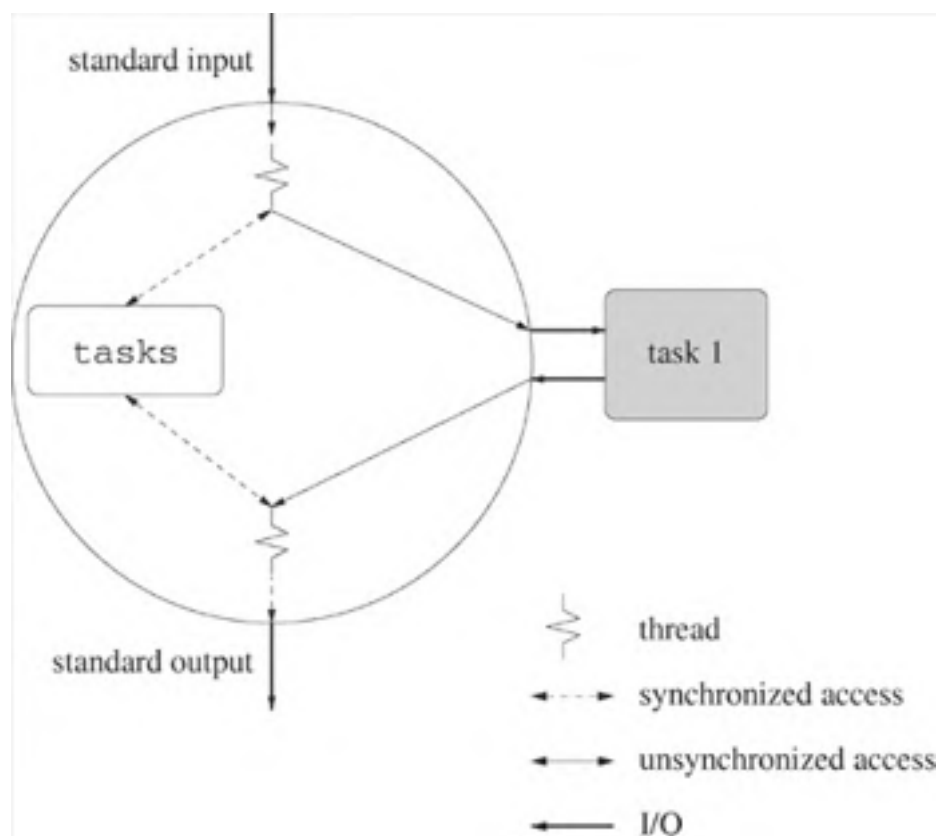 standard input
tasks
task 1
standard output
thread
synchronized access
unsynchronized access
I/O